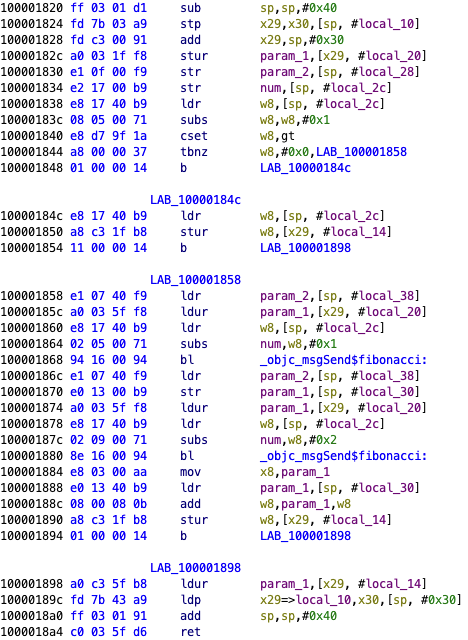 100001820 ff 03 01 d1 sub sp,sp,#0x40
100001824 fd 7b 03 a9 stp x29,x30,[sp, #local_10]
100001828 fd c3 00 91 add x29,sp,#0x30
10000182c a0 03 1f f8 stur param_1,[x29, #local_20]
100001830 e1 0f 00 f9 str param_2,[sp, #local_28]
100001834 e2 17 00 b9 str num,[sp, #local_2c]
100001838 e8 17 40 b9 ldr w8,[sp, #local_2c]
10000183c 08 05 00 71 subs w8,w8,#0x1
100001840 e8 d7 9f 1a cset w8,gt
100001844 a8 00 00 37 tbnz w8,#0x0,LAB_100001858
100001848 01 00 00 14 b LAB_10000184c
LAB_10000184c
10000184c e8 17 40 b9 ldr w8,[sp, #local_2c]
100001850 a8 c3 1f b8 stur w8,[x29, #local_14]
100001854 11 00 00 14 b LAB_100001898
LAB_100001858
100001858 e1 07 40 f9 ldr param_2,[sp, #local_38]
10000185c a0 03 5f f8 ldur param_1,[x29, #local_20]
100001860 e8 17 40 b9 ldr w8,[sp, #local_2c]
100001864 02 05 00 71 subs num,w8,#0x1
100001868 94 16 00 94 bl _objc_msgSend$fibonacci:
10000186c e1 07 40 f9 ldr param_2,[sp, #local_38]
100001870 e0 13 00 b9 str param_1,[sp, #local_30]
100001874 a0 03 5f f8 ldur param_1,[x29, #local_20]
100001878 e8 17 40 b9 ldr w8,[sp, #local_2c]
10000187c 02 09 00 71 subs num,w8,#0x2
100001880 8e 16 00 94 bl _objc_msgSend$fibonacci:
100001884 e8 03 00 aa mov x8,param_1
100001888 e0 13 40 b9 ldr param_1,[sp, #local_30]
10000188c 08 00 08 0b add w8,param_1,w8
100001890 a8 c3 1f b8 stur w8,[x29, #local_14]
100001894 01 00 00 14 b LAB_100001898
LAB_100001898
100001898 a0 c3 5f b8 ldur param_1,[x29, #local_14]
10000189c fd 7b 43 a9 ldp x29=>local_10,x30,[sp, #0x30]
1000018a0 ff 03 01 91 add sp,sp,#0x40
1000018a4 c0 03 5f d6 ret